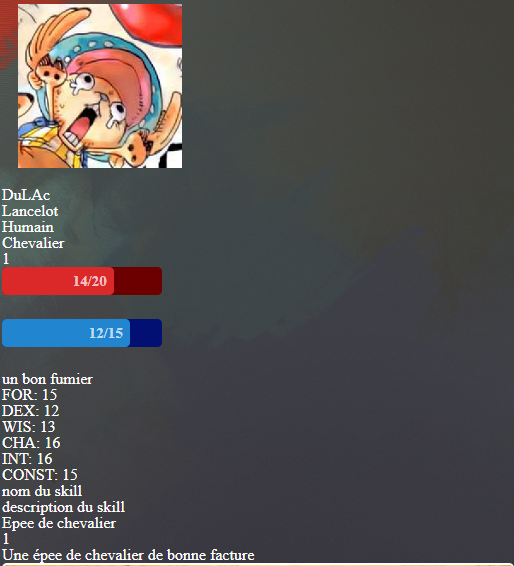 DuLAc
Lancelot
Humain
Chevalier
1
14/20
12/15
un bon fumier
FOR: 15
DEX: 12
WIS: 13
CHA: 16
INT: 16
CONST: 15
nom du skill
description du skill
Epee de chevalier
1
Une épee de chevalier de bonne facture